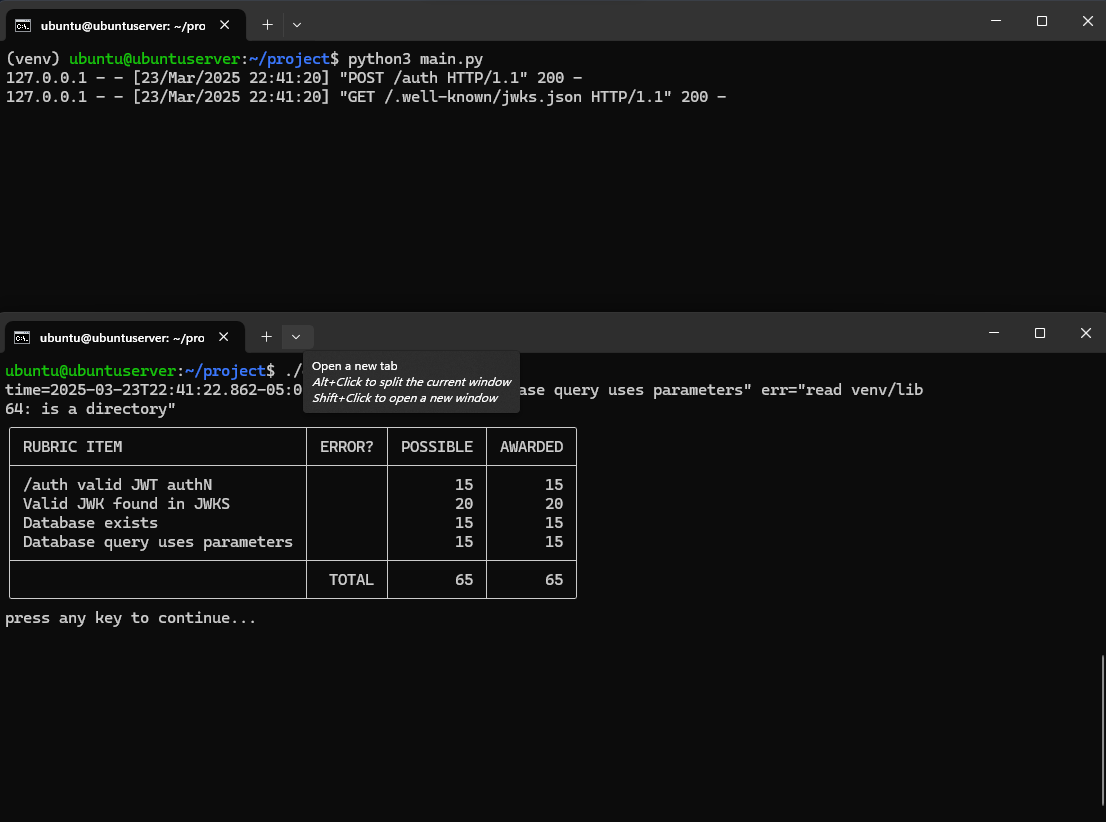 ubuntu@ubuntuserver: ~/pro
(venv) ubuntu@ubuntuserver:~/project$ python3 main.py
127.0.0.1 - - [23/Mar/2025 22:41:20] "POST /auth HTTP/1.1" 200 -
127.0.0.1 - - [23/Mar/2025 22:41:20] "GET /.well-known/jwks.json HTTP/1.1" 200 -
ubuntu@ubuntuserver: ~/pro
ubuntu@ubuntuserver:~/project$ ./
Open a new tab
Alt+Click to split the current window
Shift+Click to open a new window
time=2025-03-23T22:41:22.862-05:0 ase query uses parameters" err="read venv/lib
64: is a directory"
RUBRIC ITEM ERROR? POSSIBLE AWARDED
/auth valid JWT authN 15 15
Valid JWK found in JWKS 20 20
Database exists 15 15
Database query uses parameters 15 15
TOTAL 65 65
press any key to continue...